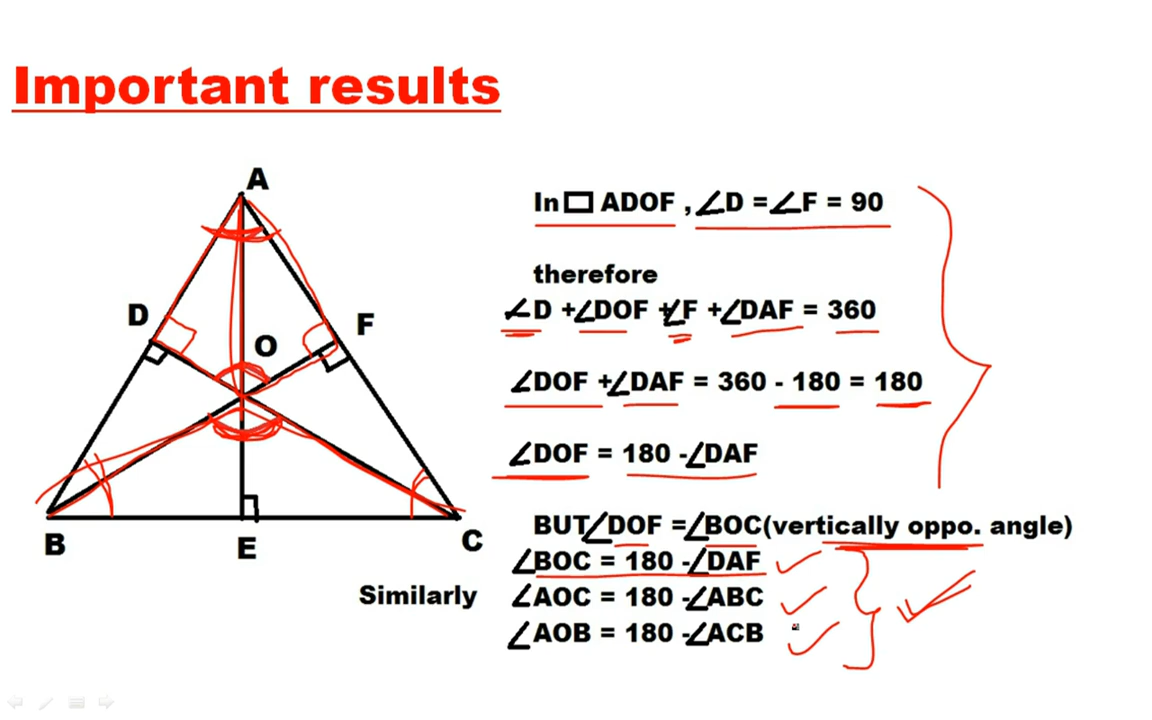 Important results
A
D
F
O
B
E
C
In □ ADOF , ∠D = ∠F = 90
therefore
∠D + ∠DOF + ∠F + ∠DAF = 360
∠DOF + ∠DAF = 360 - 180 = 180
∠DOF = 180 - ∠DAF
BUT ∠DOF = ∠BOC (vertically oppo. angle)
∠BOC = 180 - ∠DAF
Similarly ∠AOC = 180 - ∠ABC
∠AOB = 180 - ∠ACB